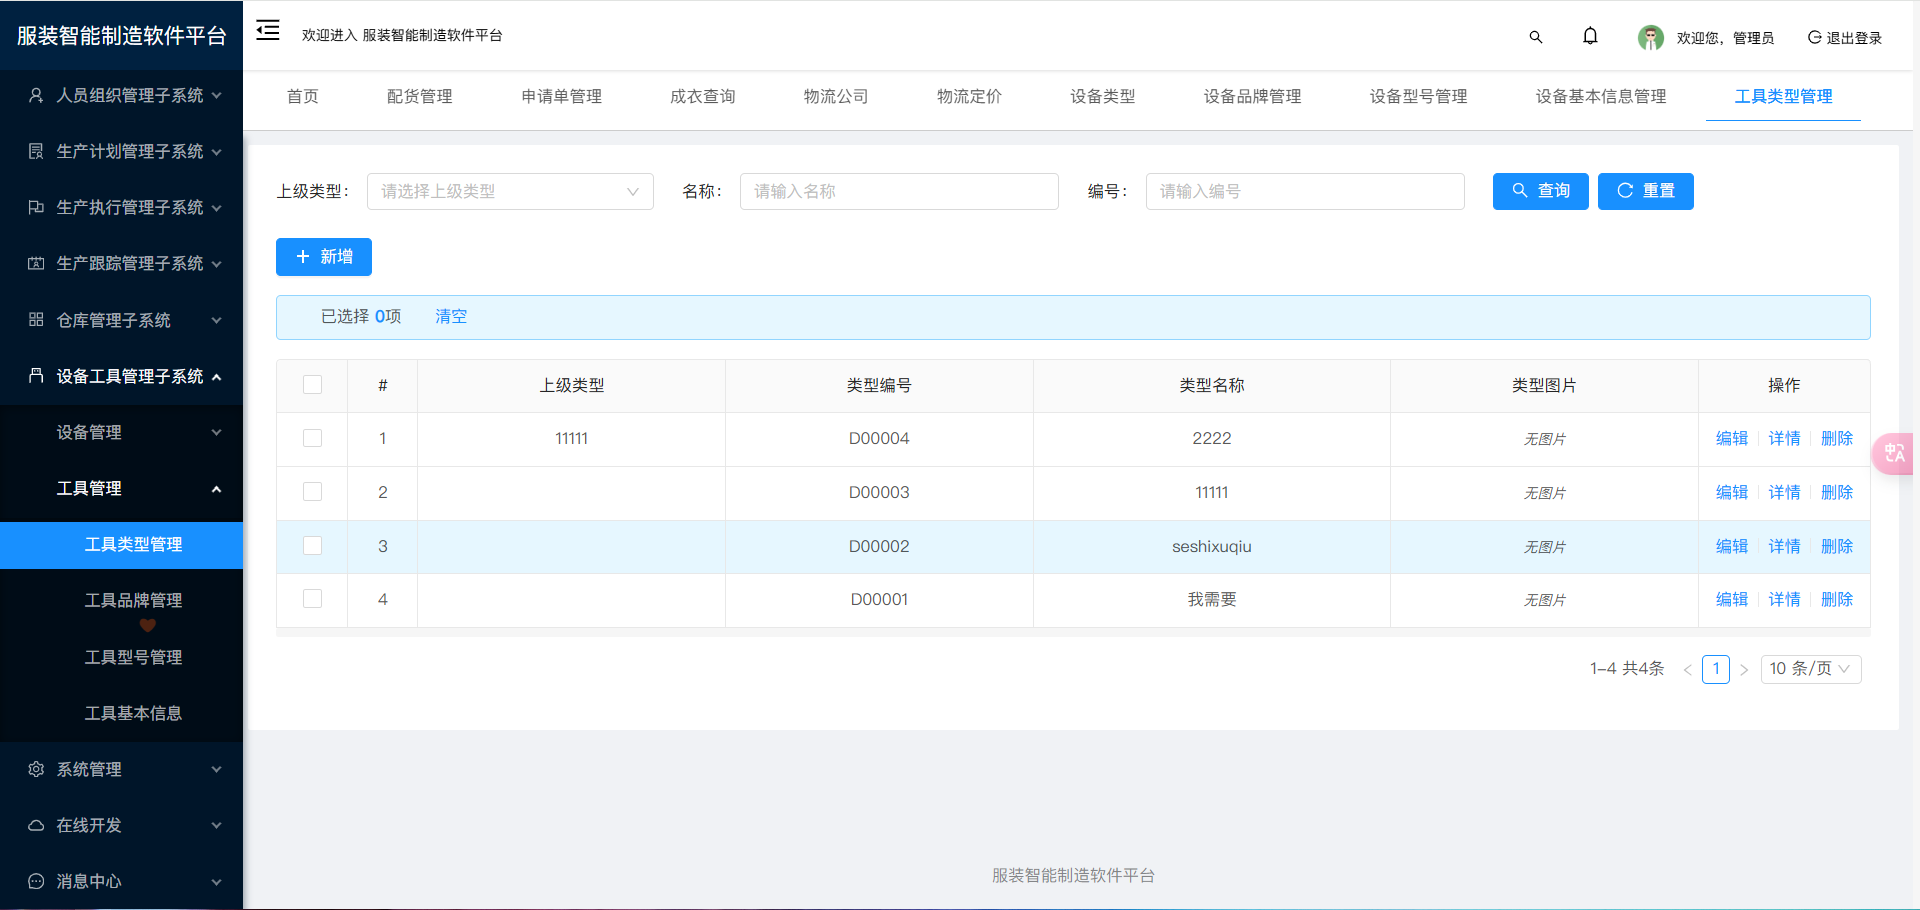 服装智能制造软件平台
欢迎进入 服装智能制造软件平台
欢迎您，管理员
退出登录
人员组织管理子系统
生产计划管理子系统
生产执行管理子系统
生产跟踪管理子系统
仓库管理子系统
设备工具管理子系统
设备管理
工具管理
工具类型管理
工具品牌管理
工具型号管理
工具基本信息
系统管理
在线开发
消息中心
首页 配货管理 申请单管理 成衣查询 物流公司 物流定价 设备类型 设备品牌管理 设备型号管理 设备基本信息管理 工具类型管理
上级类型： 请选择上级类型 名称： 请输入名称 编号： 请输入编号 查询 重置
新增
已选择 0项 清空
# 上级类型 类型编号 类型名称 类型图片 操作
1 11111 D00004 2222 无图片 编辑 详情 删除
2 D00003 11111 无图片 编辑 详情 删除
3 D00002 seshixuqiu 无图片 编辑 详情 删除
4 D00001 我需要 无图片 编辑 详情 删除
1-4 共4条 < 1 > 10 条/页
服装智能制造软件平台